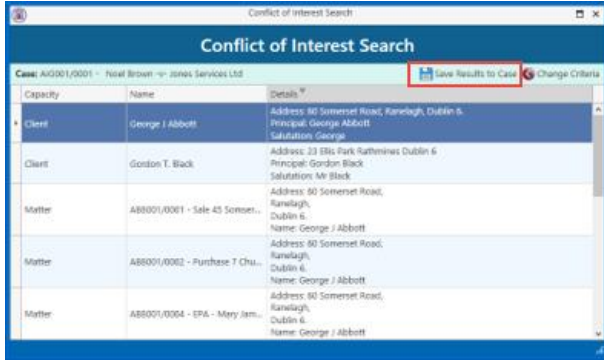 Conflict of Interest Search
Conflict of Interest Search
Case: AIG001/0001 - Noel Brown -v- Jones Services Ltd
Save Results to Case
Change Criteria
Capacity
Name
Details
Client
George J Abbott
Address: 60 Somerset Road, Ranelagh, Dublin 6.
Principal: George Abbott
Salutation: George
Client
Gordon T. Black
Address: 23 Ellis Park Rathmines Dublin 6
Principal: Gordon Black
Salutation: Mr Black
Matter
ABB001/0001 - Sale 45 Somser...
Address: 60 Somerset Road,
Ranelagh,
Dublin 6.
Name: George J Abbott
Matter
ABB001/0002 - Purchase 7 Chu...
Address: 60 Somerset Road,
Ranelagh,
Dublin 6.
Name: George J Abbott
Matter
ABB001/0004 - EPA - Mary Jam...
Address: 60 Somerset Road,
Ranelagh,
Dublin 6.
Name: George J Abbott